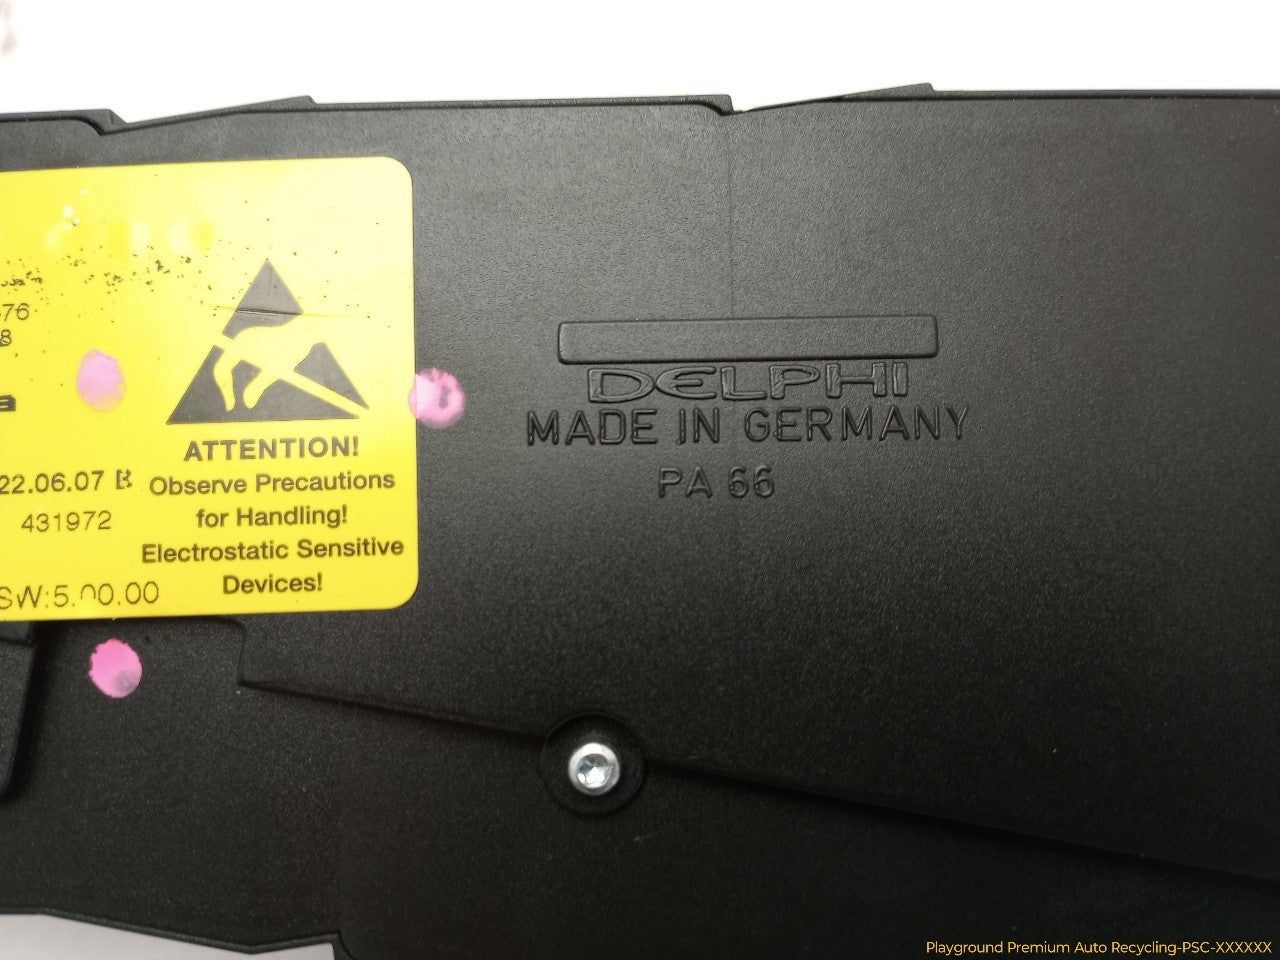 76
8
a
22.06.07 B
431972
SW:5.00.00
ATTENTION!
Observe Precautions
for Handling!
Electrostatic Sensitive
Devices!
DELPHI
MADE IN GERMANY
PA 66
Playground Premium Auto Recycling-PSC-XXXXXX